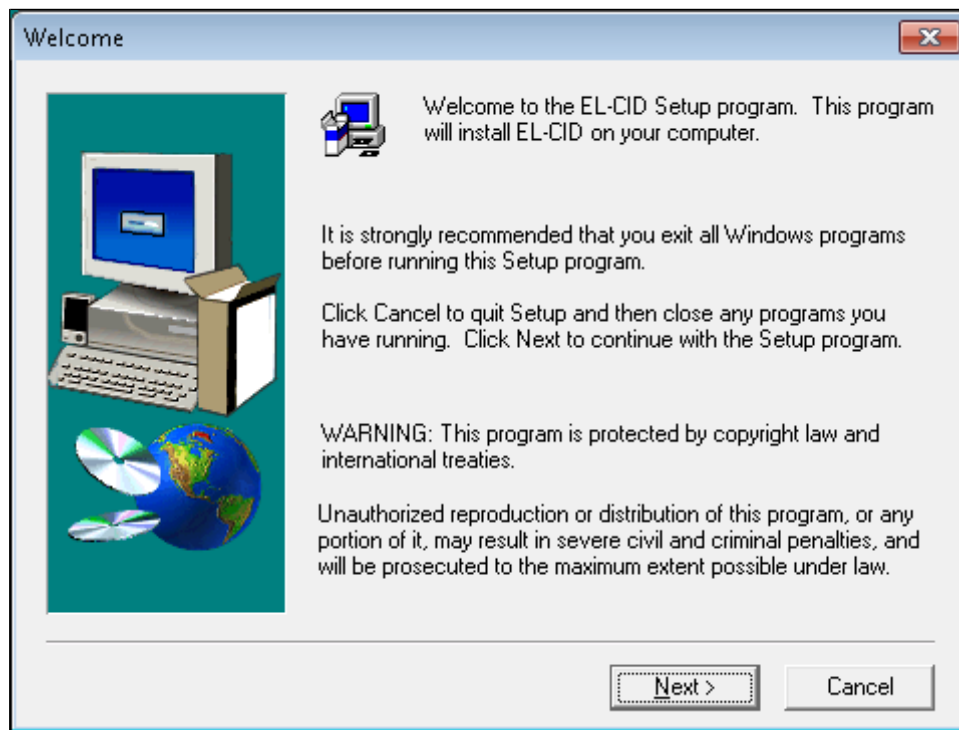 Welcome
Welcome to the EL-CID Setup program.  This program
will install EL-CID on your computer.
It is strongly recommended that you exit all Windows programs
before running this Setup program.
Click Cancel to quit Setup and then close any programs you
have running.  Click Next to continue with the Setup program.
WARNING: This program is protected by copyright law and
international treaties.
Unauthorized reproduction or distribution of this program, or any
portion of it, may result in severe civil and criminal penalties, and
will be prosecuted to the maximum extent possible under law.
Next >
Cancel